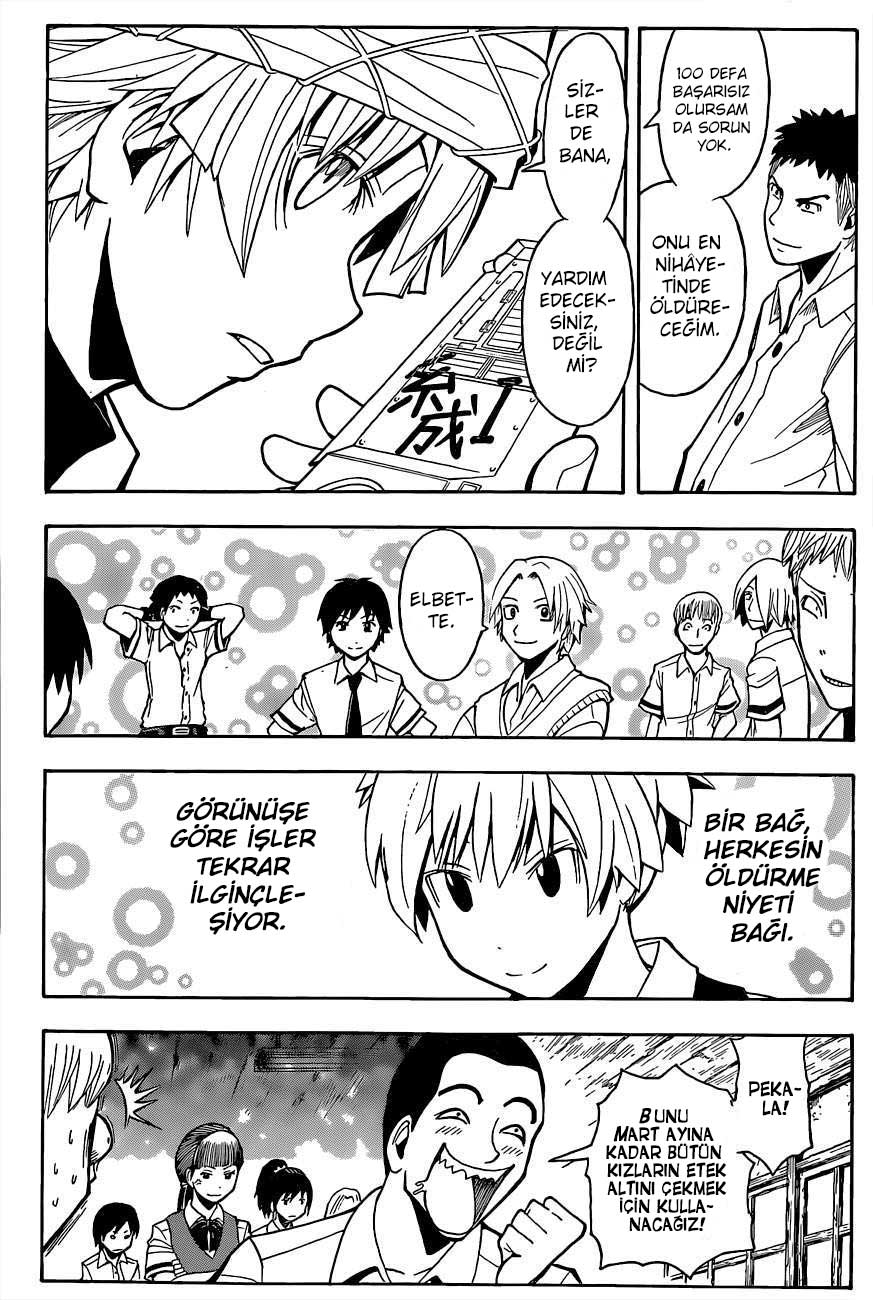 100 DEFA
BAŞARISIZ
OLURSAM
DA SORUN
YOK.
ONU EN
NİHÂYE-
TİNDE
ÖLDÜRE-
CEĞİM.
SİZ-
LER
DE
BANA,
YARDIM
EDECEK-
SİNİZ,
DEĞİL
Mİ?
糸成I
ELBET-
TE.
BİR BAĞ,
HERKESİN
ÖLDÜRME
NİYETİ
BAĞI.
GÖRÜNÜŞE
GÖRE İŞLER
TEKRAR
İLGİNÇLE-
ŞİYOR.
PEKA-
LA!
BUNU
MART AYINA
KADAR BÜTÜN
KIZLARIN ETEK
ALTINI ÇEKMEK
İÇİN KULLA-
NACAĞIZ!